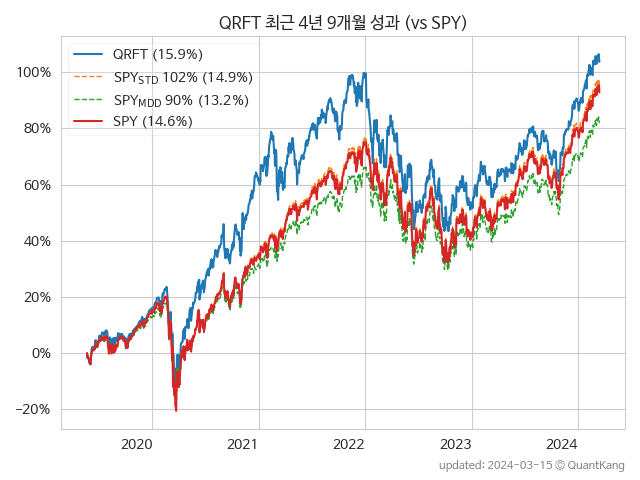 QRFT 최근 4년 9개월 성과 (vs SPY)
QRFT (15.9%)
SPY_STD 102% (14.9%)
SPY_MDD 90% (13.2%)
SPY (14.6%)
100%
80%
60%
40%
20%
0%
−20%
2020 2021 2022 2023 2024
updated: 2024-03-15 © QuantKang